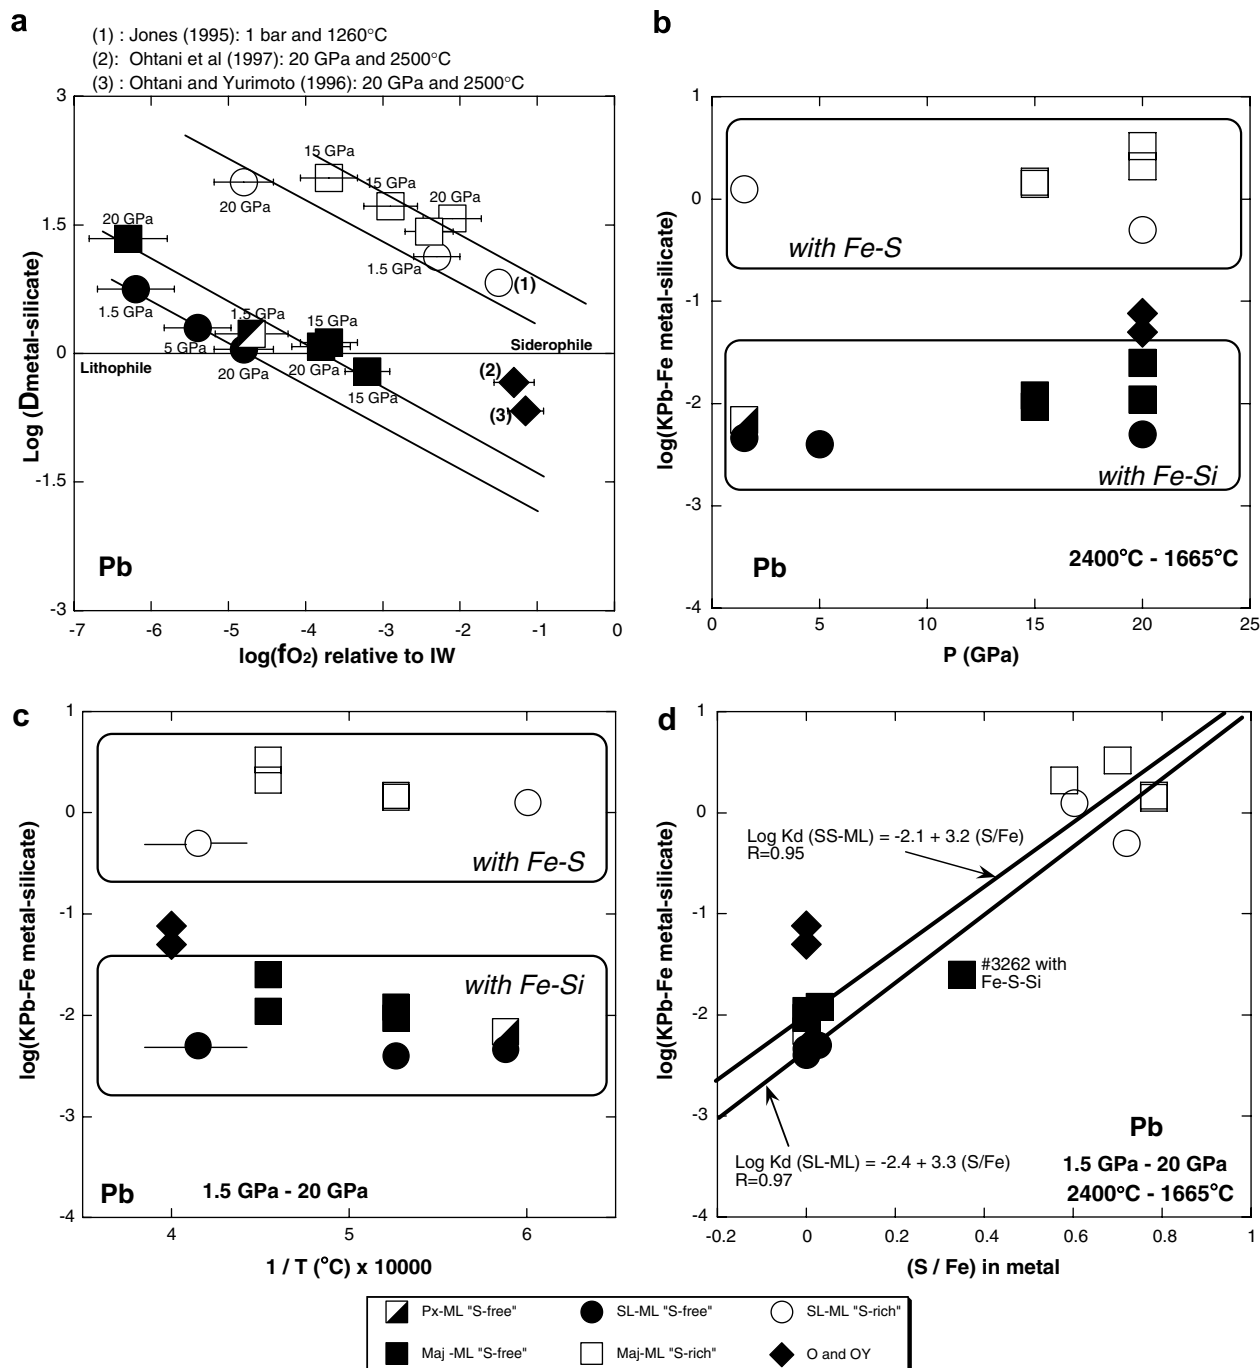 a
(1) : Jones (1995): 1 bar and 1260°C
(2): Ohtani et al (1997): 20 GPa and 2500°C
(3) : Ohtani and Yurimoto (1996): 20 GPa and 2500°C
3
1.5
0
-1.5
-3
Log (Dmetal-silicate)
15 GPa
20 GPa
15 GPa
20 GPa
20 GPa
1.5 GPa
(1)
1.5 GPa
1.5 GPa
15 GPa
5 GPa
20 GPa
20 GPa
15 GPa
Siderophile
Lithophile
(2)
(3)
Pb
-7 -6 -5 -4 -3 -2 -1 0
log(fO2) relative to IW
b
1
0
-1
-2
-3
-4
log(KPb-Fe metal-silicate)
with Fe-S
with Fe-Si
2400°C - 1665°C
Pb
0 5 10 15 20 25
P (GPa)
c
1
0
-1
-2
-3
-4
log(KPb-Fe metal-silicate)
with Fe-S
with Fe-Si
Pb
1.5 GPa - 20 GPa
4 5 6
1 / T (°C) x 10000
d
1
0
-1
-2
-3
-4
log(KPb-Fe metal-silicate)
Log Kd (SS-ML) = -2.1 + 3.2 (S/Fe)
R=0.95
#3262 with
Fe-S-Si
Log Kd (SL-ML) = -2.4 + 3.3 (S/Fe)
R=0.97
Pb
1.5 GPa - 20 GPa
2400°C - 1665°C
-0.2 0 0.2 0.4 0.6 0.8 1
(S / Fe) in metal
Px-ML "S-free"
SL-ML "S-free"
SL-ML "S-rich"
Maj -ML "S-free"
Maj-ML "S-rich"
O and OY